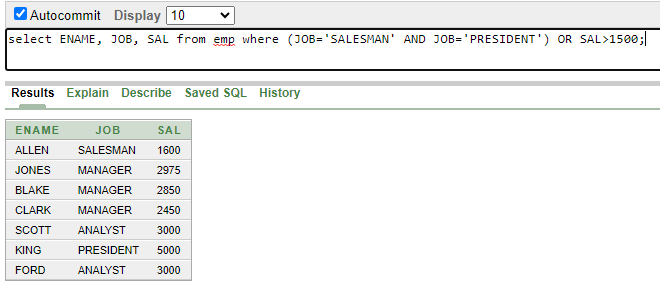 Autocommit Display 10
select ENAME, JOB, SAL from emp where (JOB='SALESMAN' AND JOB='PRESIDENT') OR SAL>1500;
Results Explain Describe Saved SQL History
ENAME JOB SAL
ALLEN SALESMAN 1600
JONES MANAGER 2975
BLAKE MANAGER 2850
CLARK MANAGER 2450
SCOTT ANALYST 3000
KING PRESIDENT 5000
FORD ANALYST 3000